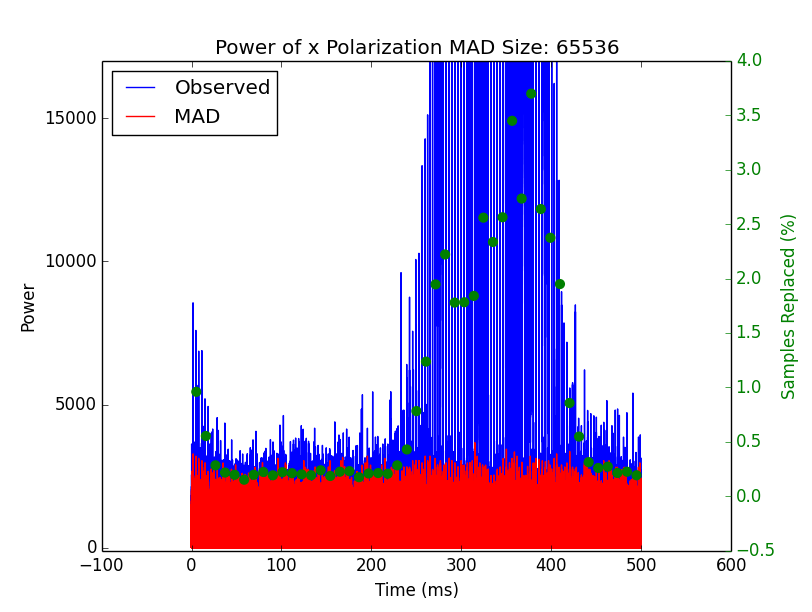 Power of x Polarization MAD Size: 65536
Observed
MAD
15000
10000
5000
0
Power
4.0
3.5
3.0
2.5
2.0
1.5
1.0
0.5
0.0
−0.5
Samples Replaced (%)
−100 0 100 200 300 400 500 600
Time (ms)